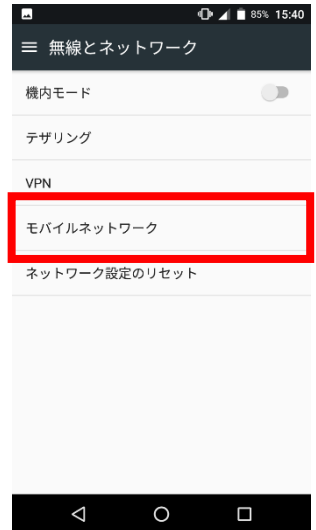 85% 15:40
無線とネットワーク
機内モード
テザリング
VPN
モバイルネットワーク
ネットワーク設定のリセット